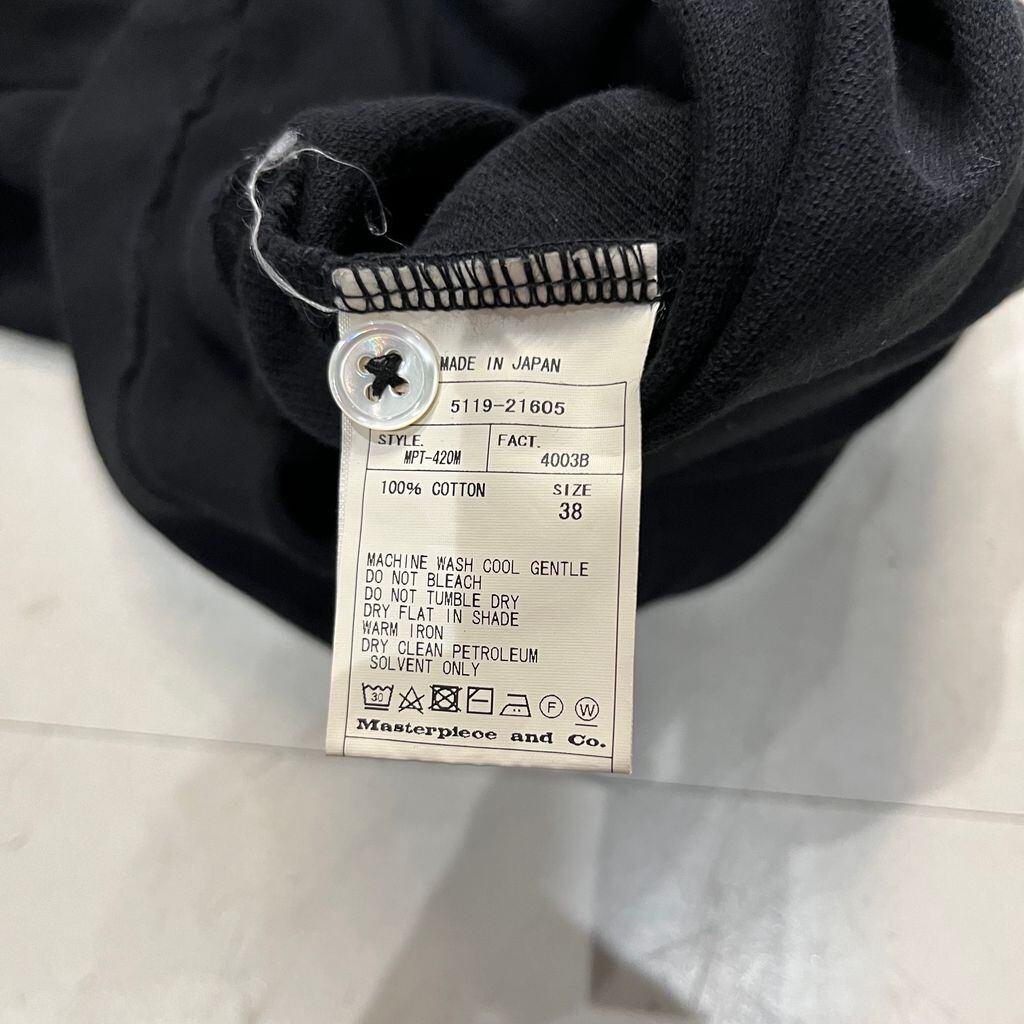 MADE IN JAPAN
5119-21605
STYLE. FACT.
MPT-420M 4003B
100% COTTON SIZE
38
MACHINE WASH COOL GENTLE
DO NOT BLEACH
DO NOT TUMBLE DRY
DRY FLAT IN SHADE
WARM IRON
DRY CLEAN PETROLEUM
SOLVENT ONLY
30 F W
Masterpiece and Co.